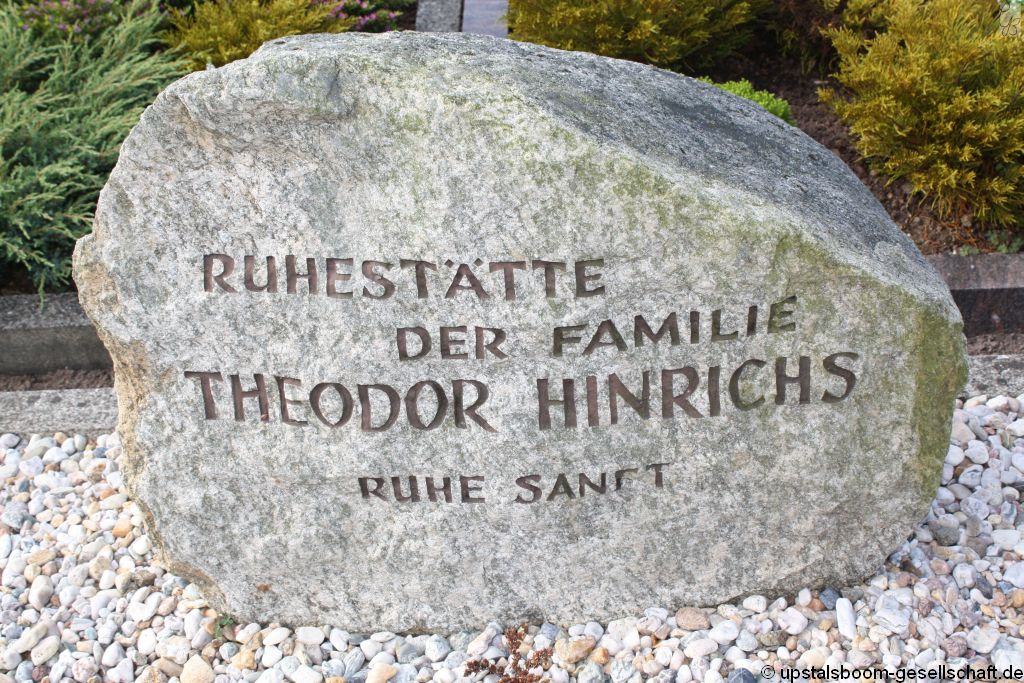 RUHESTÄTTE
DER FAMILIE
THEODOR HINRICHS
RUHE SANFT
© upstalsboom-gesellschaft.de